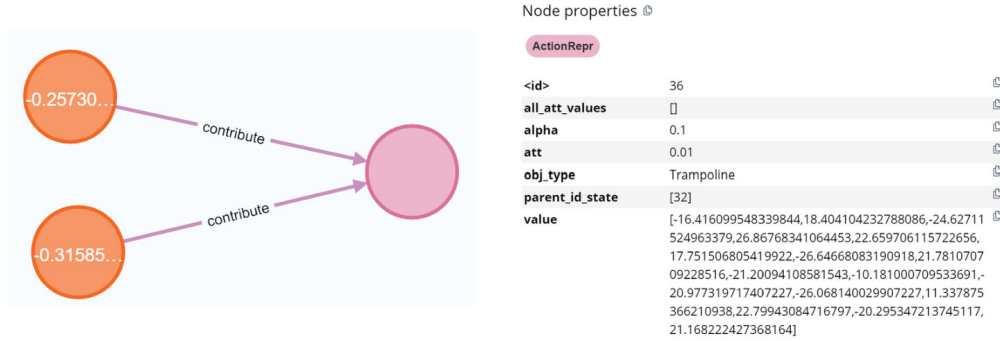 -0.25730...
contribute
contribute
-0.31585...
Node properties
ActionRepr
<id> 36
all_att_values []
alpha 0.1
att 0.01
obj_type Trampoline
parent_id_state [32]
value [-16.416099548339844,18.404104232788086,-24.62711
524963379,26.86768341064453,22.659706115722656,
17.751506805419922,-26.64668083190918,21.7810707
09228516,-21.20094108581543,-10.181000709533691,-
20.977319717407227,-26.068140029907227,11.337875
366210938,22.79943084716797,-20.295347213745117,
21.168222427368164]